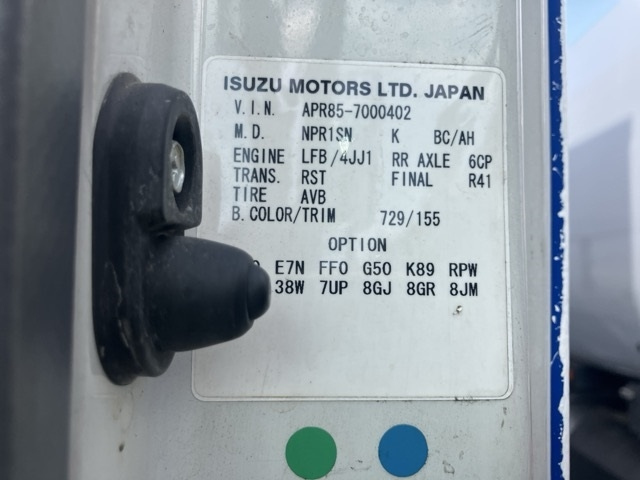 ISUZU MOTORS LTD. JAPAN
V.I.N. APR85-7000402
M.D. NPR1SN K BC/AH
ENGINE LFB/4JJ1 RR AXLE 6CP
TRANS. RST FINAL R41
TIRE AVB
B.COLOR/TRIM 729/155
OPTION
E7N FF0 G50 K89 RPW
38W 7UP 8GJ 8GR 8JM